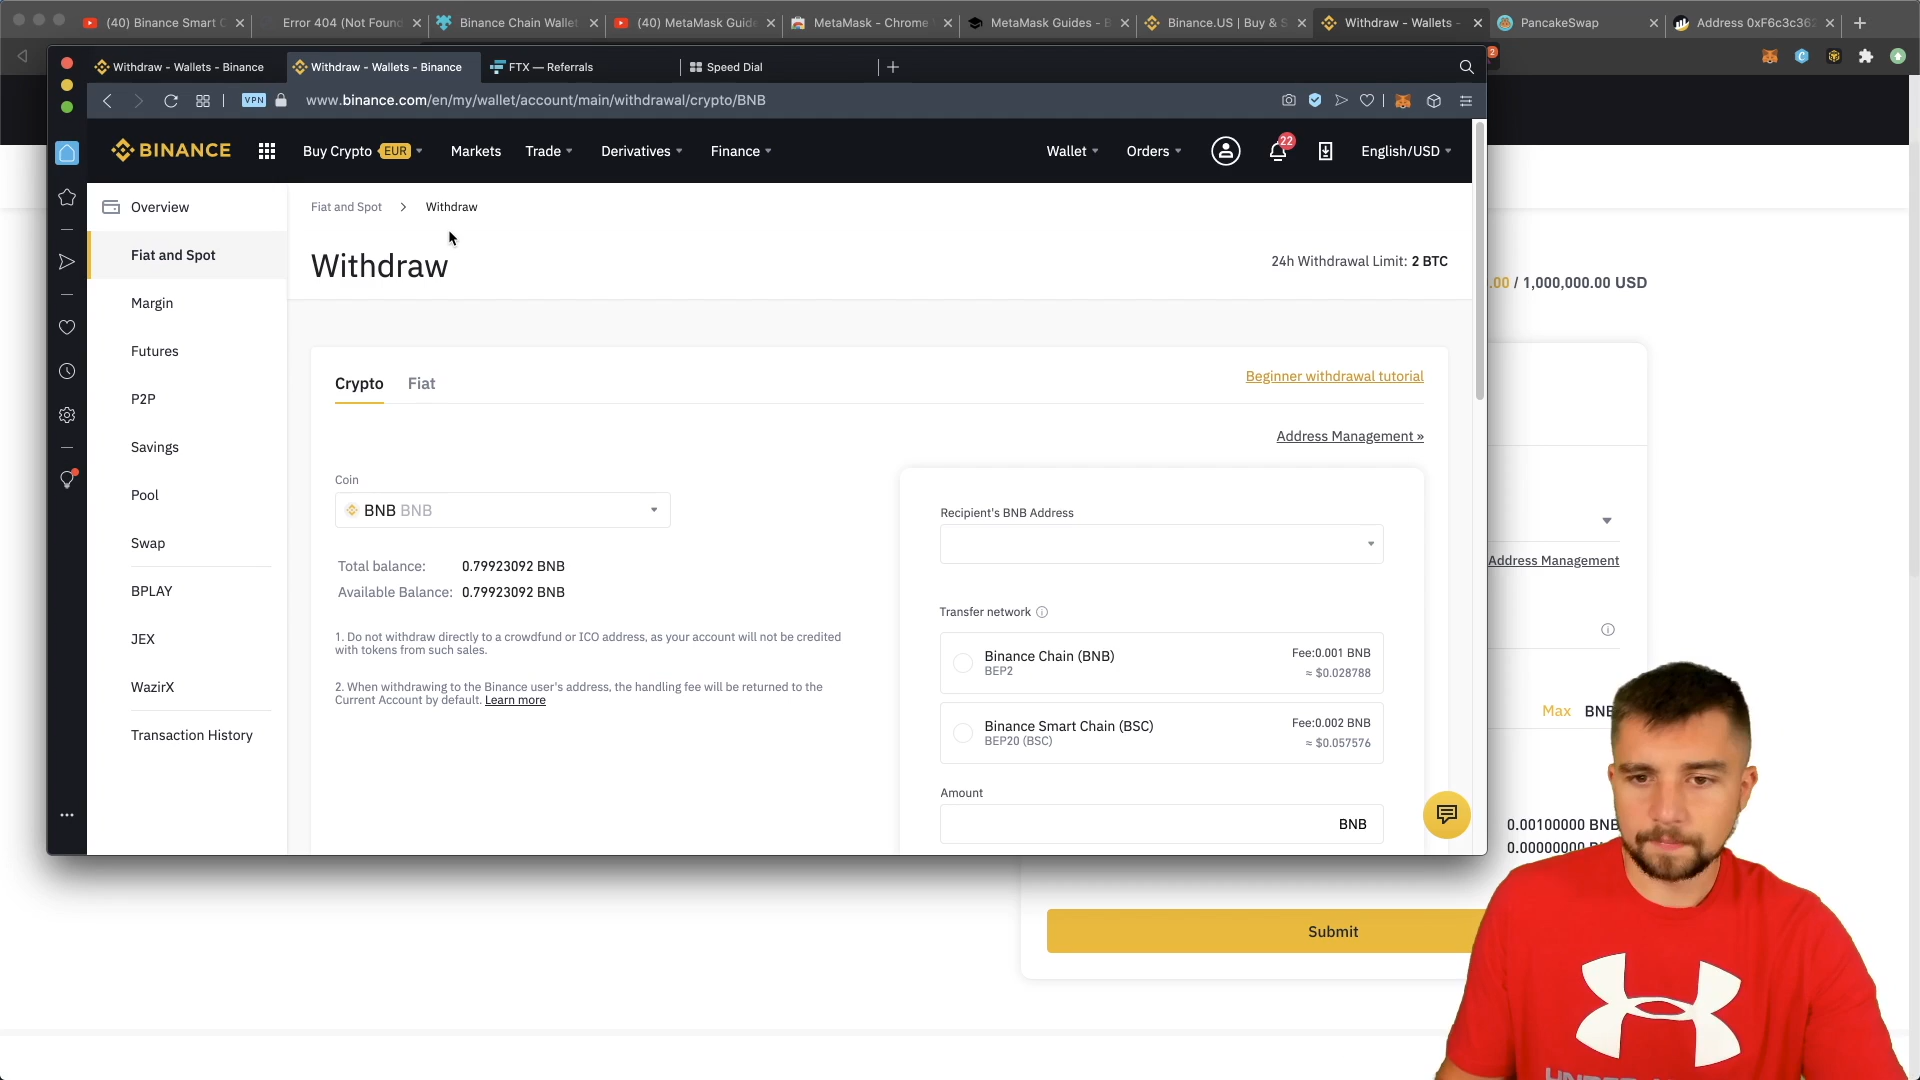 (40) Binance Smart C
Error 404 (Not Found
Binance Chain Wallet
(40) MetaMask Guide
MetaMask - Chrome
MetaMask Guides - B
Binance.US | Buy & S
Withdraw - Wallets -
PancakeSwap
Address 0xF6c3c362
Withdraw - Wallets - Binance
Withdraw - Wallets - Binance
FTX — Referrals
Speed Dial
2
VPN
www.binance.com/en/my/wallet/account/main/withdrawal/crypto/BNB
BINANCE
Buy Crypto EUR
Markets
Trade
Derivatives
Finance
Wallet
Orders
22
English/USD
Overview
Fiat and Spot
Margin
Futures
P2P
Savings
Pool
Swap
BPLAY
JEX
WazirX
Transaction History
Fiat and Spot > Withdraw
Withdraw
24h Withdrawal Limit: 2 BTC
Crypto
Fiat
Beginner withdrawal tutorial
Address Management »
Coin
BNB BNB
Total balance: 0.79923092 BNB
Available Balance: 0.79923092 BNB
1. Do not withdraw directly to a crowdfund or ICO address, as your account will not be credited
with tokens from such sales.
2. When withdrawing to the Binance user's address, the handling fee will be returned to the
Current Account by default. Learn more
Recipient's BNB Address
Transfer network
Binance Chain (BNB)
BEP2
Fee:0.001 BNB
≈ $0.028788
Binance Smart Chain (BSC)
BEP20 (BSC)
Fee:0.002 BNB
≈ $0.057576
Amount
BNB
.00 / 1,000,000.00 USD
Address Management
Max BNB
0.00100000 BNB
0.00000000
Submit